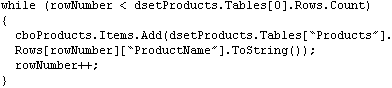 while (rowNumber < dsetProducts.Tables[0].Rows.Count)
{
cboProducts.Items.Add(dsetProducts.Tables[“Products”].
Rows[rowNumber][“ProductName”].ToString());
rowNumber++;
}